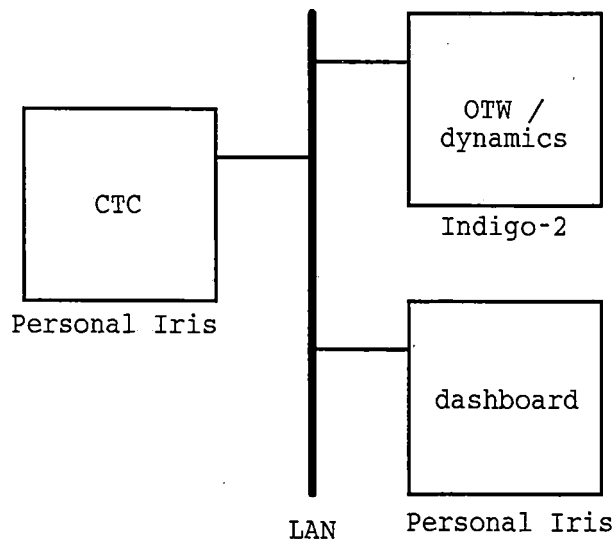 OTW /
dynamics
Indigo-2
CTC
Personal Iris
dashboard
Personal Iris
LAN